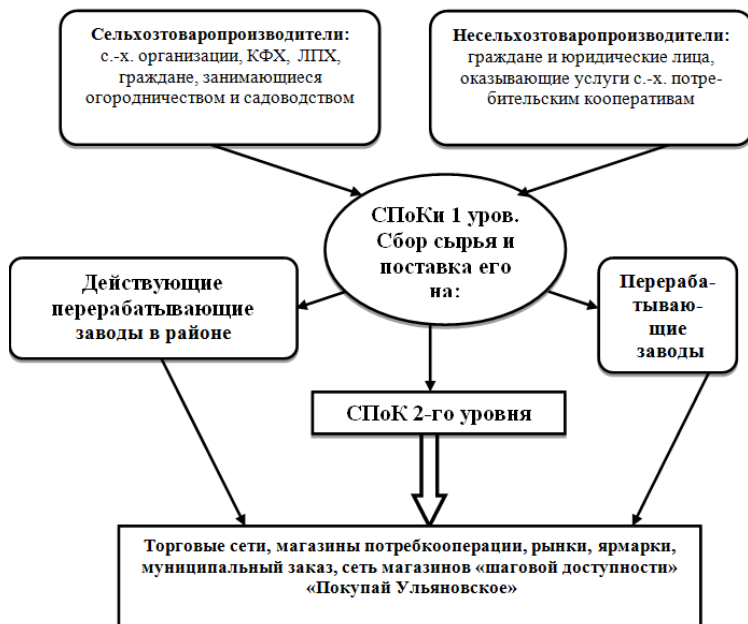 Сельхозтоваропроизводители:
с.-х. организации, КФХ, ЛПХ,
граждане, занимающиеся
огородничеством и садоводством
Несельхозтоваропроизводители:
граждане и юридические лица,
оказывающие услуги с.-х. потре-
бительским кооперативам
СПоКи 1 уров.
Сбор сырья и
поставка его
на:
Действующие
перерабатывающие
заводы в районе
Перераба-
тывающ-
щие
заводы
СПоК 2-го уровня
Торговые сети, магазины потребкооперации, рынки, ярмарки,
муниципальный заказ, сеть магазинов «шаговой доступности»
«Покупай Ульяновское»